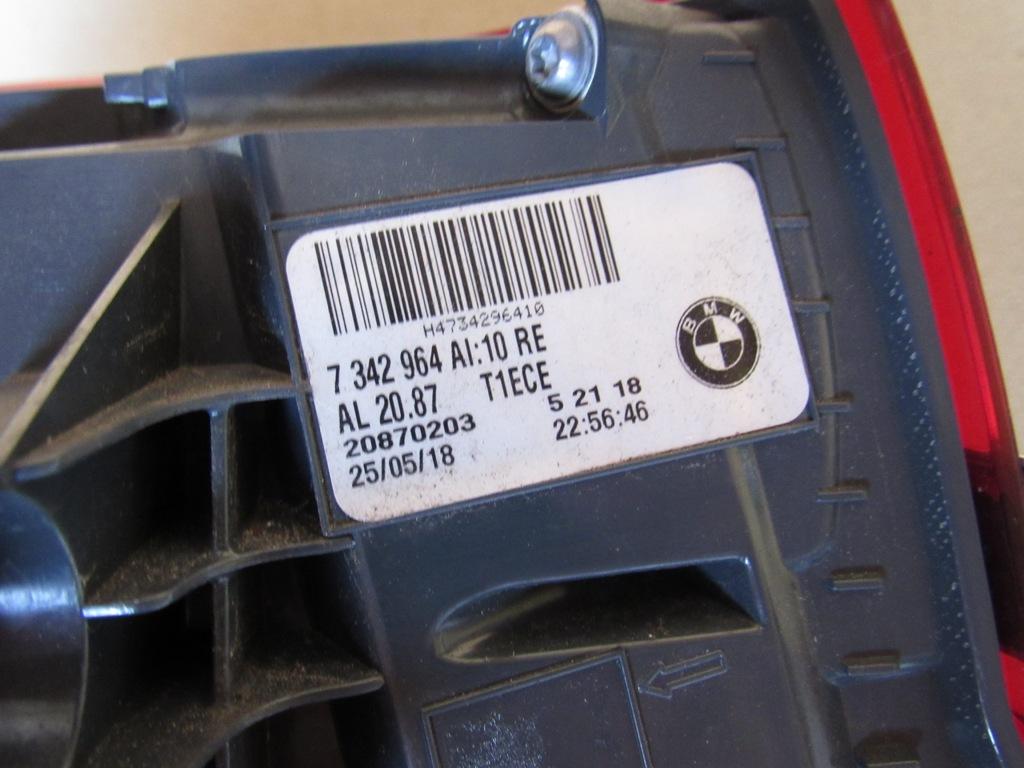 H4734296410
7 342 964 AI:10 RE
AL 20.87 T1ECE
20870203 5 21 18
25/05/18 22:56:46
BMW